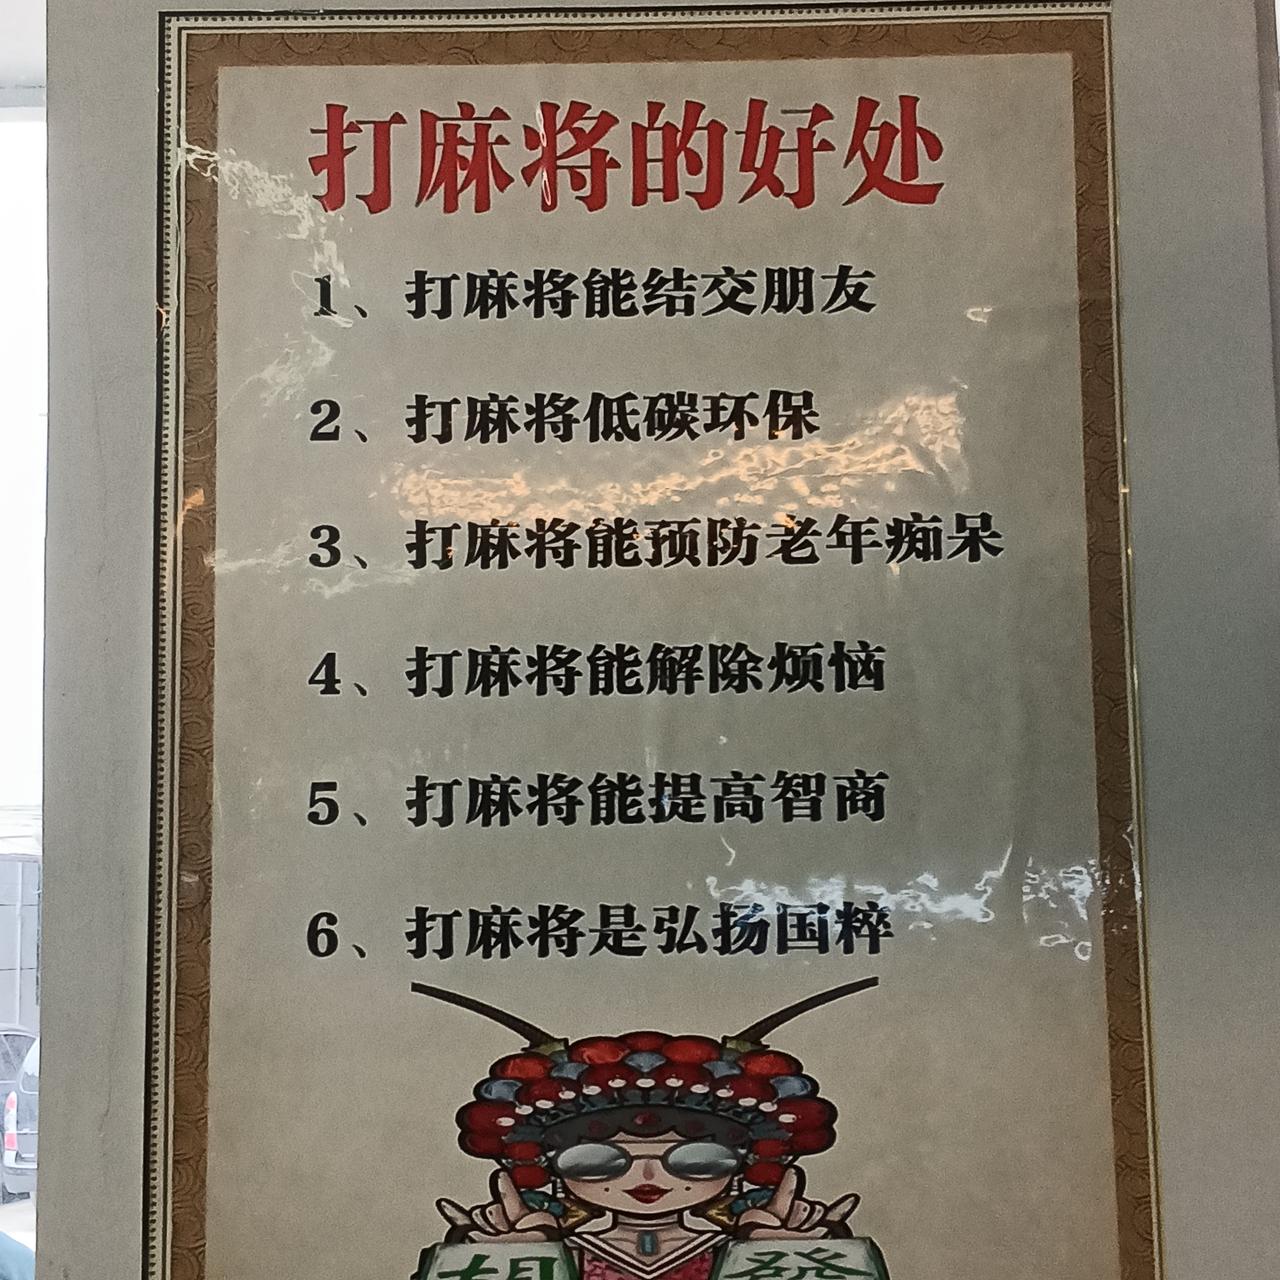 打麻将的好处
1、打麻将能结交朋友
2、打麻将低碳环保
3、打麻将能预防老年痴呆
4、打麻将能解除烦恼
5、打麻将能提高智商
6、打麻将是弘扬国粹
胡 發